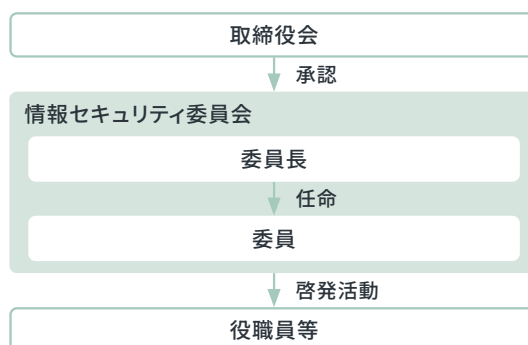 取締役会
承認
情報セキュリティ委員会
委員長
任命
委員
啓発活動
役職員等